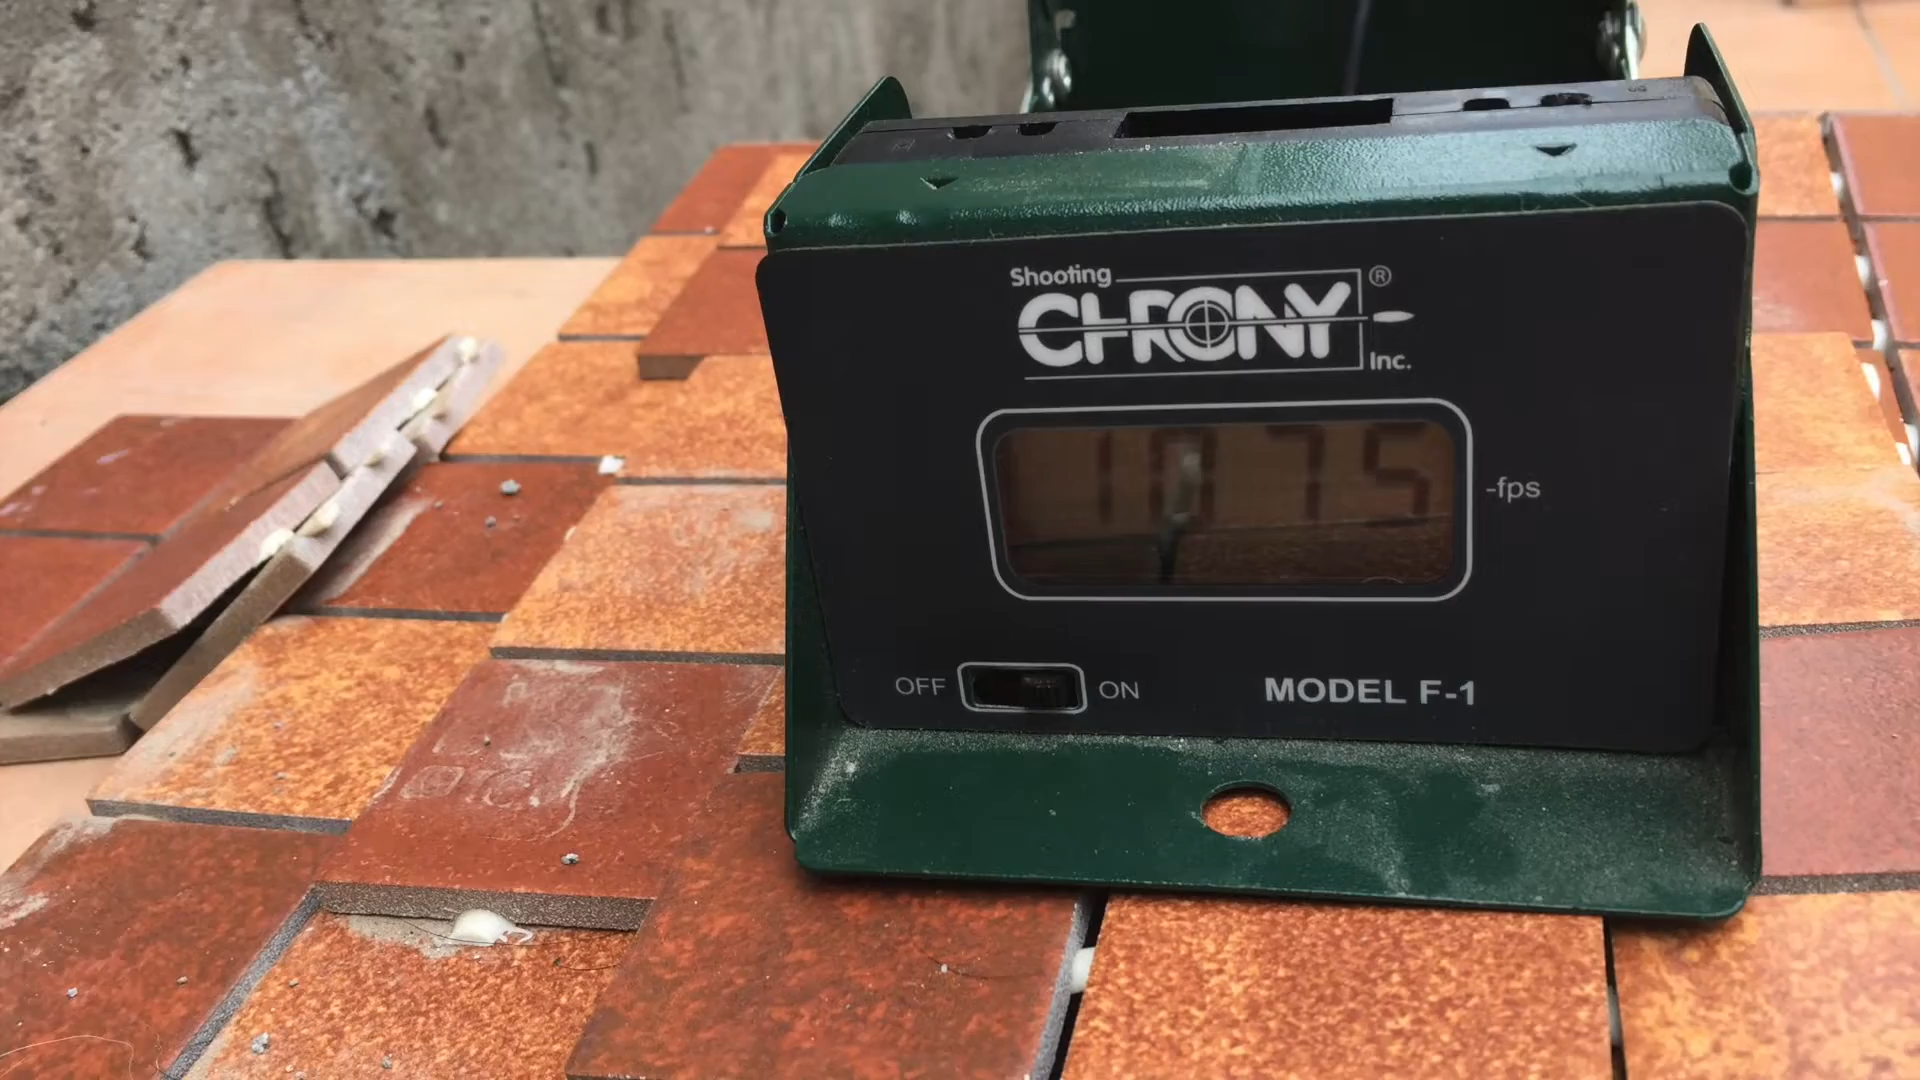 Shooting
CHRONY ®
Inc.
1075
-fps
OFF ON
MODEL F-1